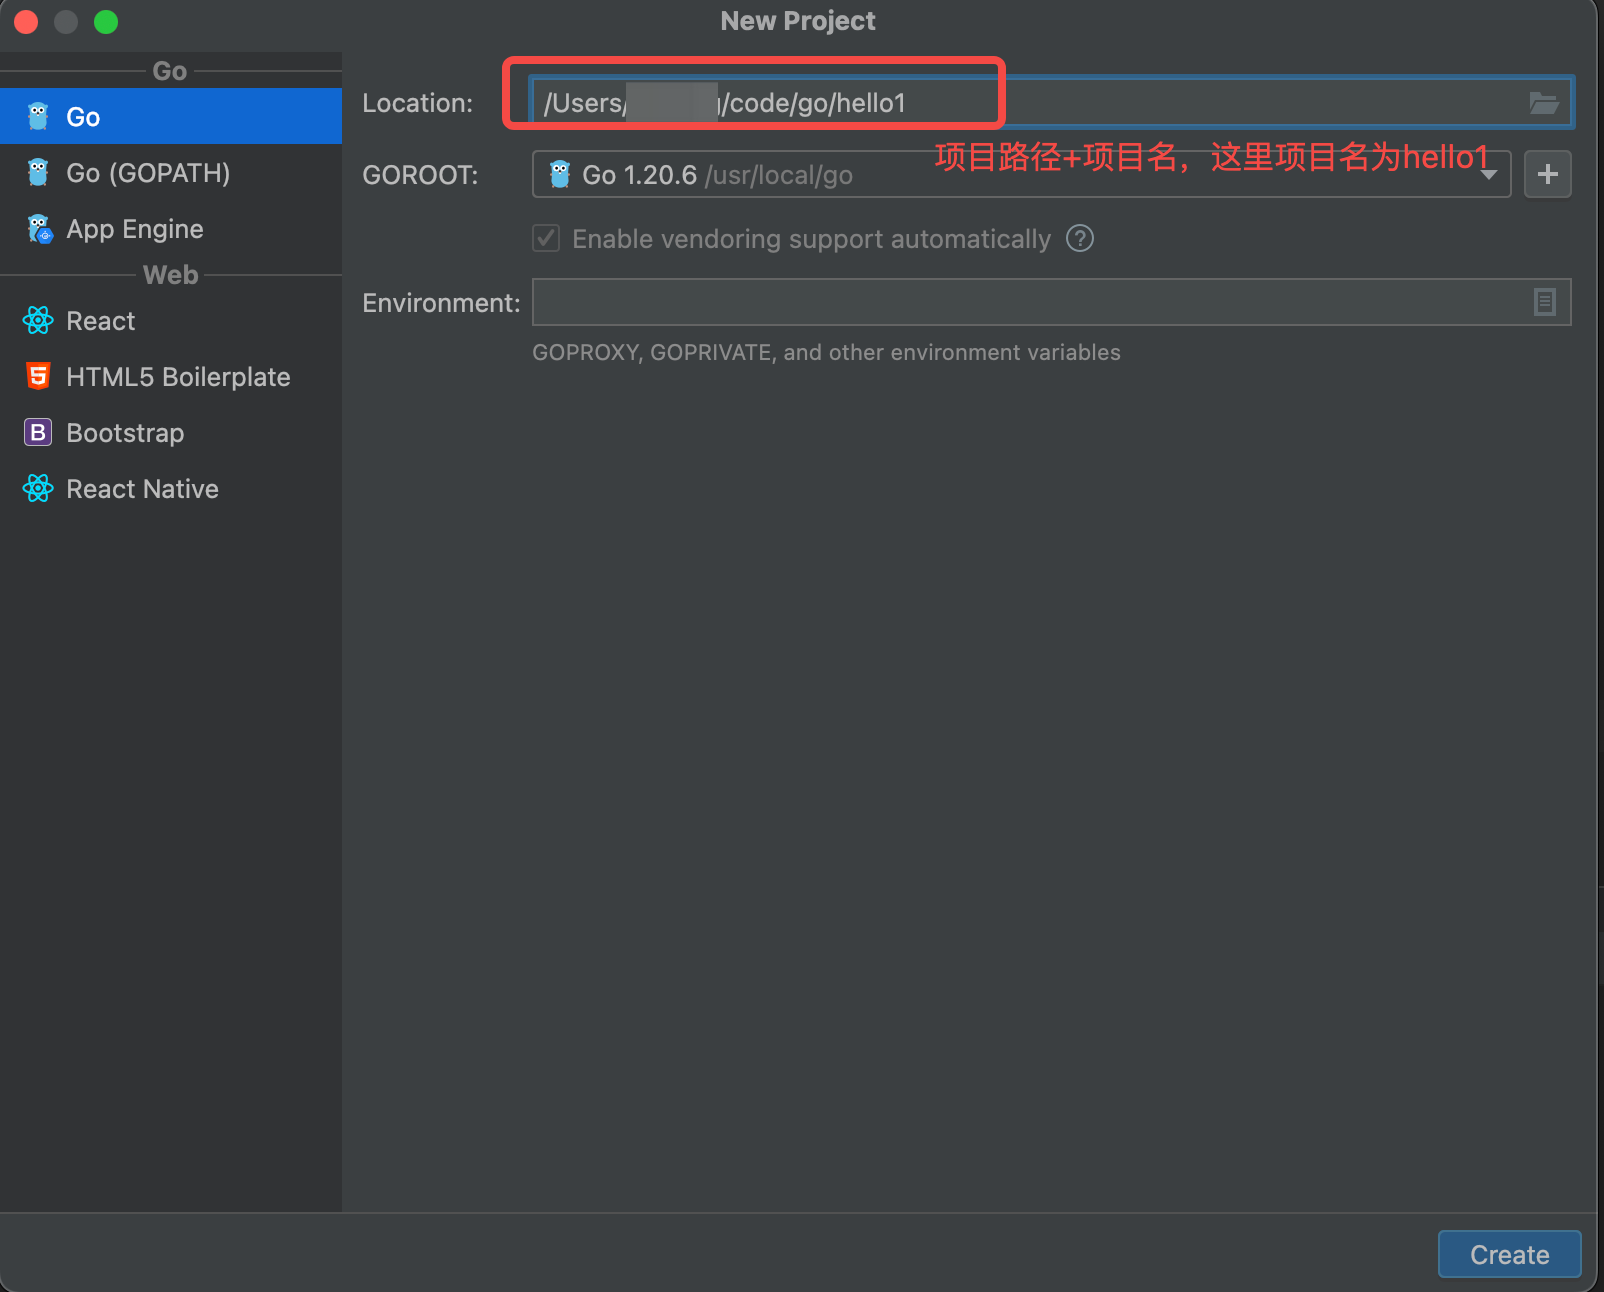 New Project
Go
Go
Go (GOPATH)
App Engine
Web
React
HTML5 Boilerplate
Bootstrap
React Native
Location: /Users/ /code/go/hello1
项目路径+项目名，这里项目名为hello1
GOROOT: Go 1.20.6 /usr/local/go
Enable vendoring support automatically
Environment:
GOPROXY, GOPRIVATE, and other environment variables
Create